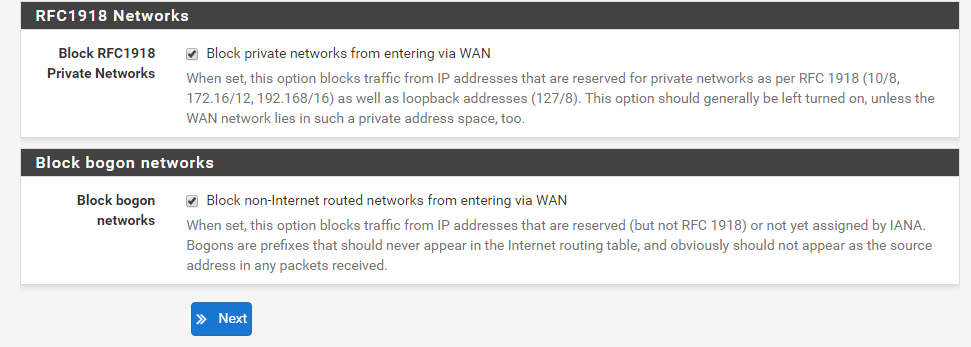 RFC1918 Networks
Block RFC1918
Private Networks
Block private networks from entering via WAN
When set, this option blocks traffic from IP addresses that are reserved for private networks as per RFC 1918 (10/8,
172.16/12, 192.168/16) as well as loopback addresses (127/8). This option should generally be left turned on, unless the
WAN network lies in such a private address space, too.
Block bogon networks
Block bogon
networks
Block non-Internet routed networks from entering via WAN
When set, this option blocks traffic from IP addresses that are reserved (but not RFC 1918) or not yet assigned by IANA.
Bogons are prefixes that should never appear in the Internet routing table, and obviously should not appear as the source
address in any packets received.
Next